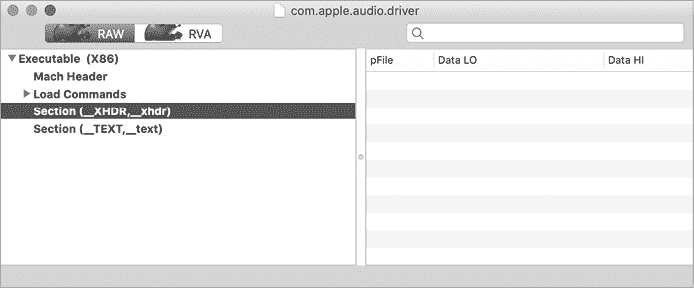 com.apple.audio.driver
RAW RVA
Executable (X86)
Mach Header
Load Commands
Section (__XHDR,__xhdr)
Section (__TEXT,__text)
pFile Data LO Data HI